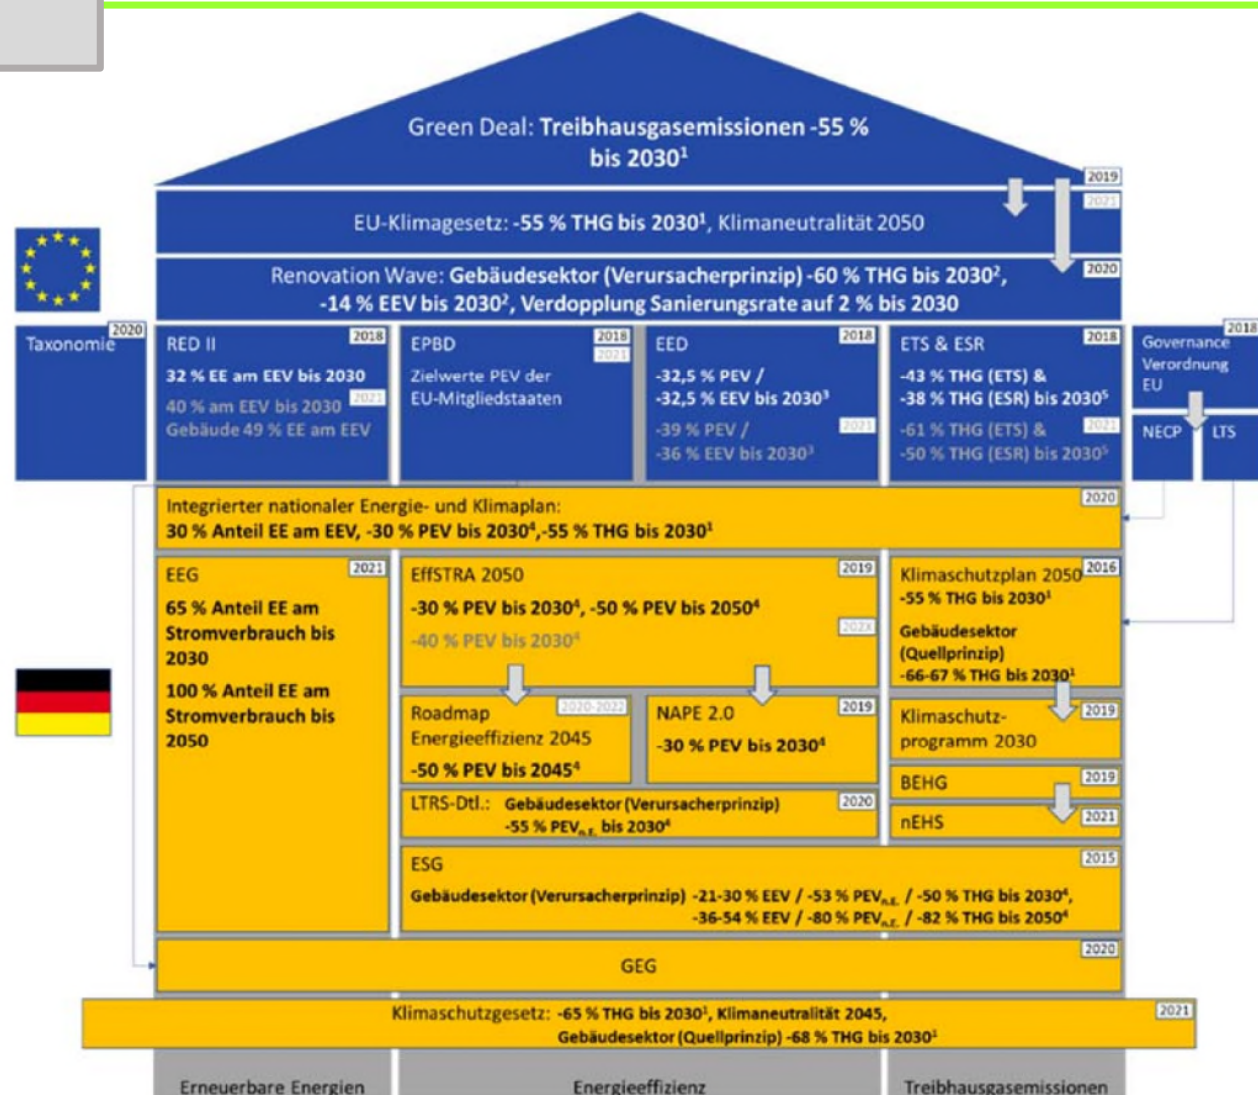 Green Deal: Treibhausgasemissionen -55 %
bis 2030¹
2019
2021
EU-Klimagesetz: -55 % THG bis 2030¹, Klimaneutralität 2050
2020
Renovation Wave: Gebäudesektor (Verursacherprinzip) -60 % THG bis 2030²,
-14 % EEV bis 2030², Verdopplung Sanierungsrate auf 2 % bis 2030
2020
Taxonomie
RED II
2018
32 % EE am EEV bis 2030
2021
40 % am EEV bis 2030
Gebäude 49 % EE am EEV
EPBD
2018
2021
Zielwerte PEV der
EU-Mitgliedstaaten
EED
2018
-32,5 % PEV /
-32,5 % EEV bis 2030³
2021
-39 % PEV /
-36 % EEV bis 2030³
ETS & ESR
2018
-43 % THG (ETS) &
-38 % THG (ESR) bis 2030⁵
2021
-61 % THG (ETS) &
-50 % THG (ESR) bis 2030⁵
2018
Governance
Verordnung
EU
NECP
LTS
Integrierter nationaler Energie- und Klimaplan:
2020
30 % Anteil EE am EEV, -30 % PEV bis 2030⁴,-55 % THG bis 2030¹
EEG
2021
65 % Anteil EE am
Stromverbrauch bis
2030
100 % Anteil EE am
Stromverbrauch bis
2050
EffSTRA 2050
2019
-30 % PEV bis 2030⁴, -50 % PEV bis 2050⁴
202X
-40 % PEV bis 2030⁴
Klimaschutzplan 2050
2016
-55 % THG bis 2030¹
Gebäudesektor
(Quellprinzip)
-66-67 % THG bis 2030¹
Roadmap
2020-2022
Energieeffizienz 2045
-50 % PEV bis 2045⁴
NAPE 2.0
2019
-30 % PEV bis 2030⁴
Klimaschutz-
2019
programm 2030
BEHG
2019
nEHS
2021
LTRS-Dtl.: Gebäudesektor (Verursacherprinzip)
2020
-55 % PEVn.E. bis 2030⁴
ESG
2015
Gebäudesektor (Verursacherprinzip) -21-30 % EEV / -53 % PEVn.E. / -50 % THG bis 2030⁴,
-36-54 % EEV / -80 % PEVn.E. / -82 % THG bis 2050⁴
2020
GEG
Klimaschutzgesetz: -65 % THG bis 2030¹, Klimaneutralität 2045,
2021
Gebäudesektor (Quellprinzip) -68 % THG bis 2030¹
Erneuerbare Energien
Energieeffizienz
Treibhausgasemissionen